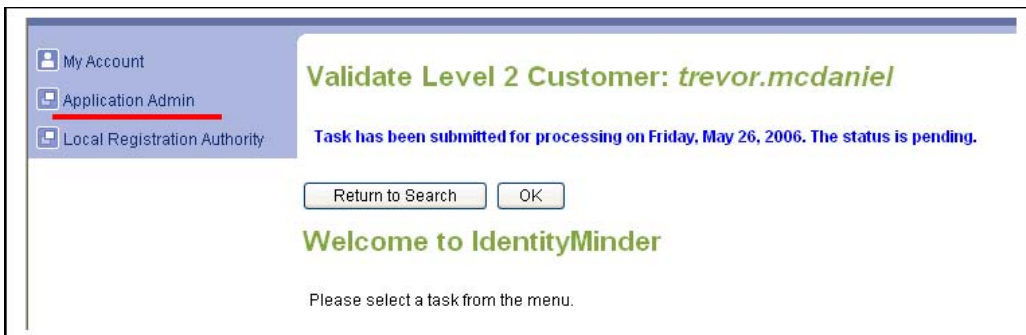 My Account
Application Admin
Local Registration Authority
Validate Level 2 Customer: trevor.mcdaniel
Task has been submitted for processing on Friday, May 26, 2006. The status is pending.
Return to Search OK
Welcome to IdentityMinder
Please select a task from the menu.